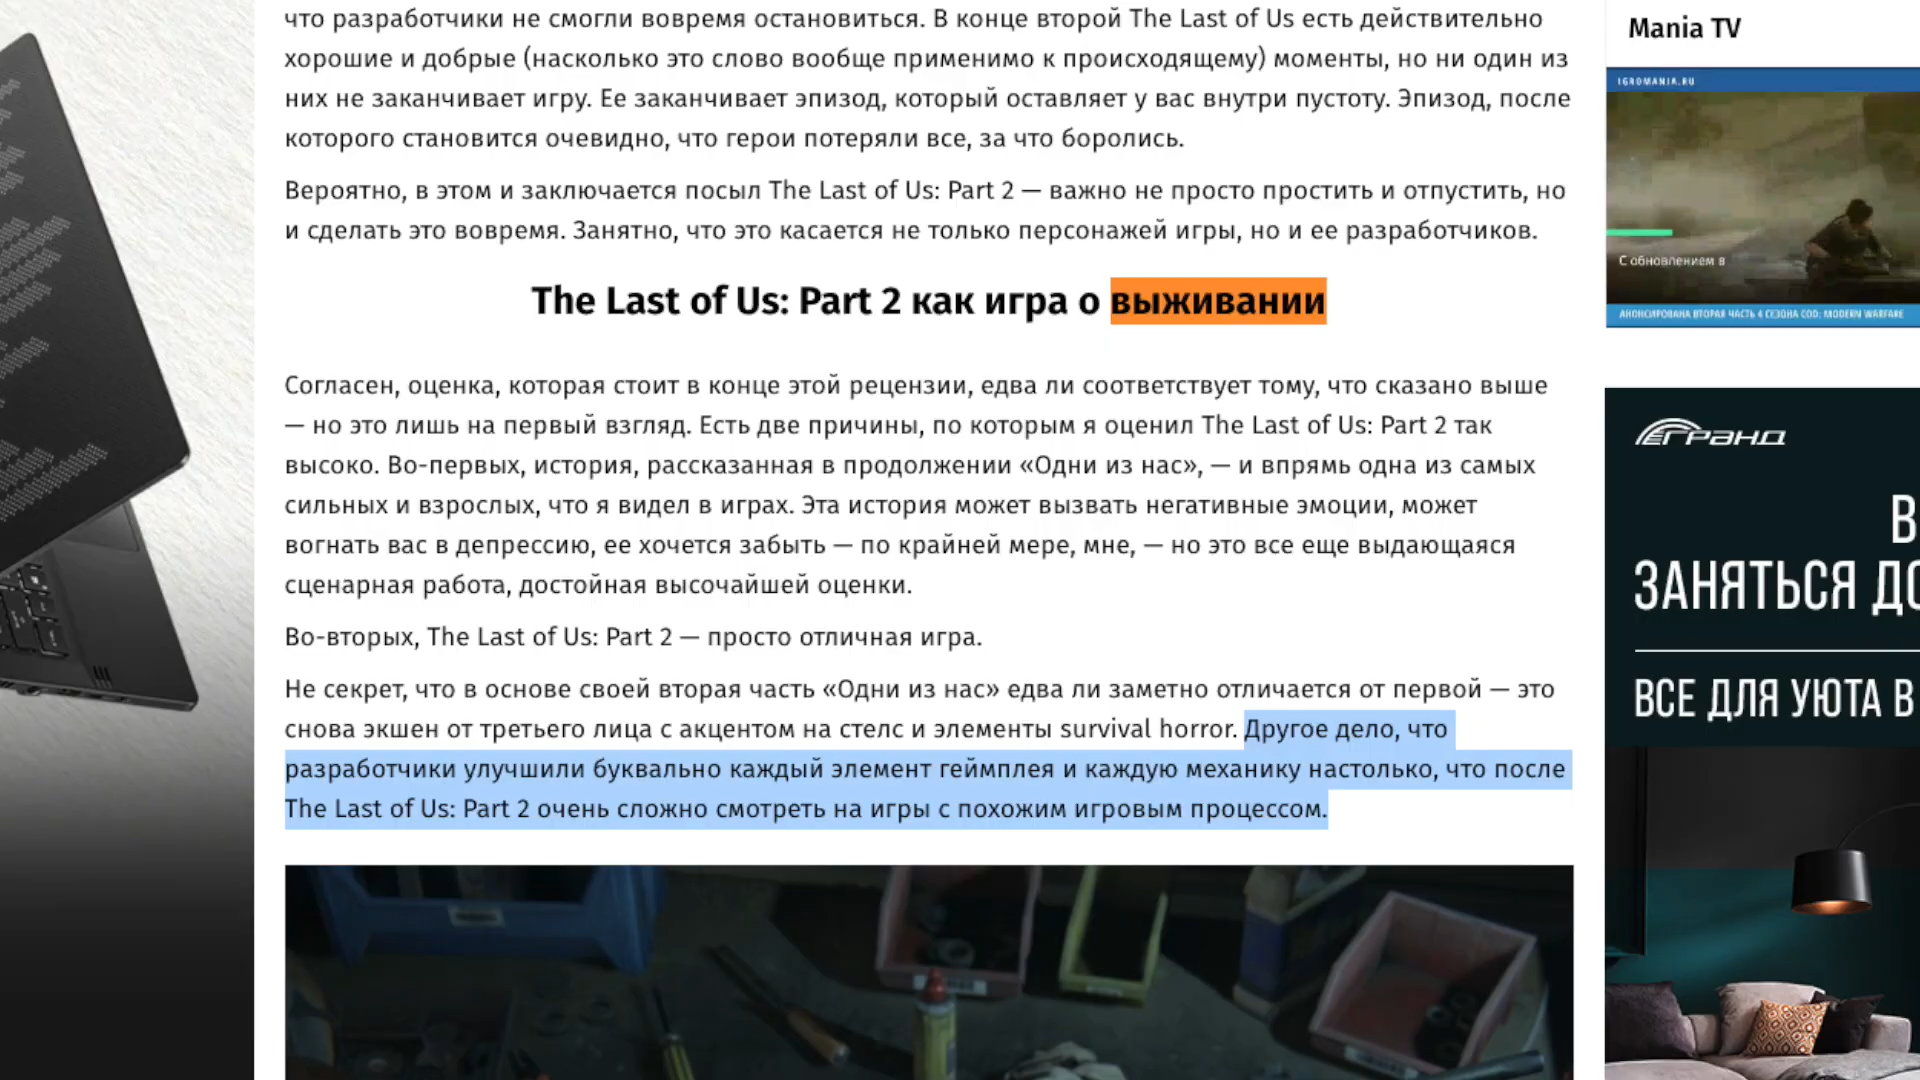 что разработчики не смогли вовремя остановиться. В конце второй The Last of Us есть действительно
хорошие и добрые (насколько это слово вообще применимо к происходящему) моменты, но ни один из
них не заканчивает игру. Ее заканчивает эпизод, который оставляет у вас внутри пустоту. Эпизод, после
которого становится очевидно, что герои потеряли все, за что боролись.
Вероятно, в этом и заключается посыл The Last of Us: Part 2 — важно не просто простить и отпустить, но
и сделать это вовремя. Занятно, что это касается не только персонажей игры, но и ее разработчиков.
The Last of Us: Part 2 как игра о выживании
Согласен, оценка, которая стоит в конце этой рецензии, едва ли соответствует тому, что сказано выше
— но это лишь на первый взгляд. Есть две причины, по которым я оценил The Last of Us: Part 2 так
высоко. Во-первых, история, рассказанная в продолжении «Одни из нас», — и впрямь одна из самых
сильных и взрослых, что я видел в играх. Эта история может вызвать негативные эмоции, может
вогнать вас в депрессию, ее хочется забыть — по крайней мере, мне, — но это все еще выдающаяся
сценарная работа, достойная высочайшей оценки.
Во-вторых, The Last of Us: Part 2 — просто отличная игра.
Не секрет, что в основе своей вторая часть «Одни из нас» едва ли заметно отличается от первой — это
снова экшен от третьего лица с акцентом на стелс и элементы survival horror. Другое дело, что
разработчики улучшили буквально каждый элемент геймплея и каждую механику настолько, что после
The Last of Us: Part 2 очень сложно смотреть на игры с похожим игровым процессом.
Mania TV
IGROMANIA.RU
С обновлением в
АНОНСИРОВАНА ВТОРАЯ ЧАСТЬ 4 СЕЗОНА COD: MODERN WARFARE
ГРАНД
В
ЗАНЯТЬСЯ ДО
ВСЕ ДЛЯ УЮТА В